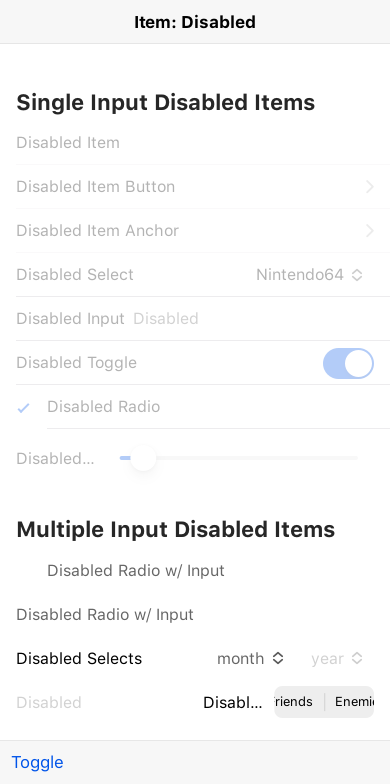 Item: Disabled
Single Input Disabled Items
Disabled Item
Disabled Item Button
Disabled Item Anchor
Disabled Select Nintendo64
Disabled Input Disabled
Disabled Toggle
Disabled Radio
Disabled...
Multiple Input Disabled Items
Disabled Radio w/ Input
Disabled Radio w/ Input
Disabled Selects month year
Disabled Disabl... riends Enemie
Toggle